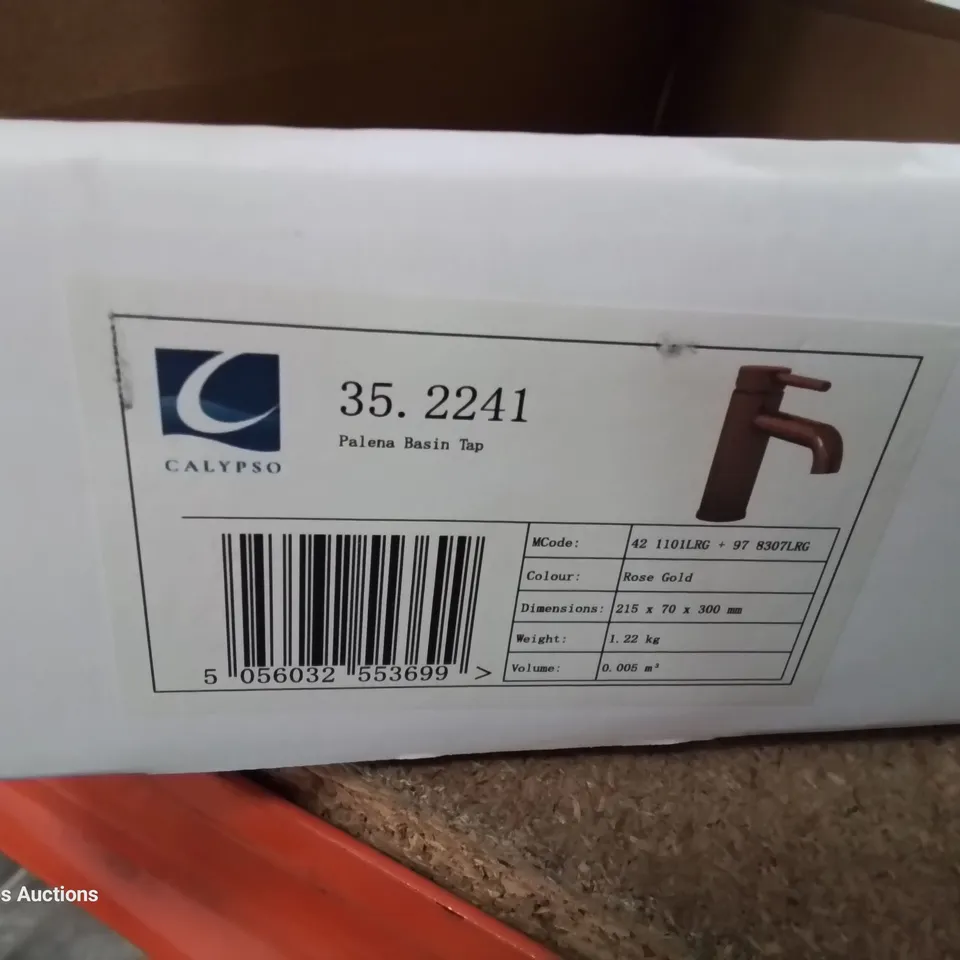 35. 2241
Palena Basin Tap
CALYPSO
MCode: 42 1101LRG + 97 8307LRG
Colour: Rose Gold
Dimensions: 215 x 70 x 300 mm
Weight: 1.22 kg
Volume: 0.005 m³
5 056032 553699 >
s Auctions